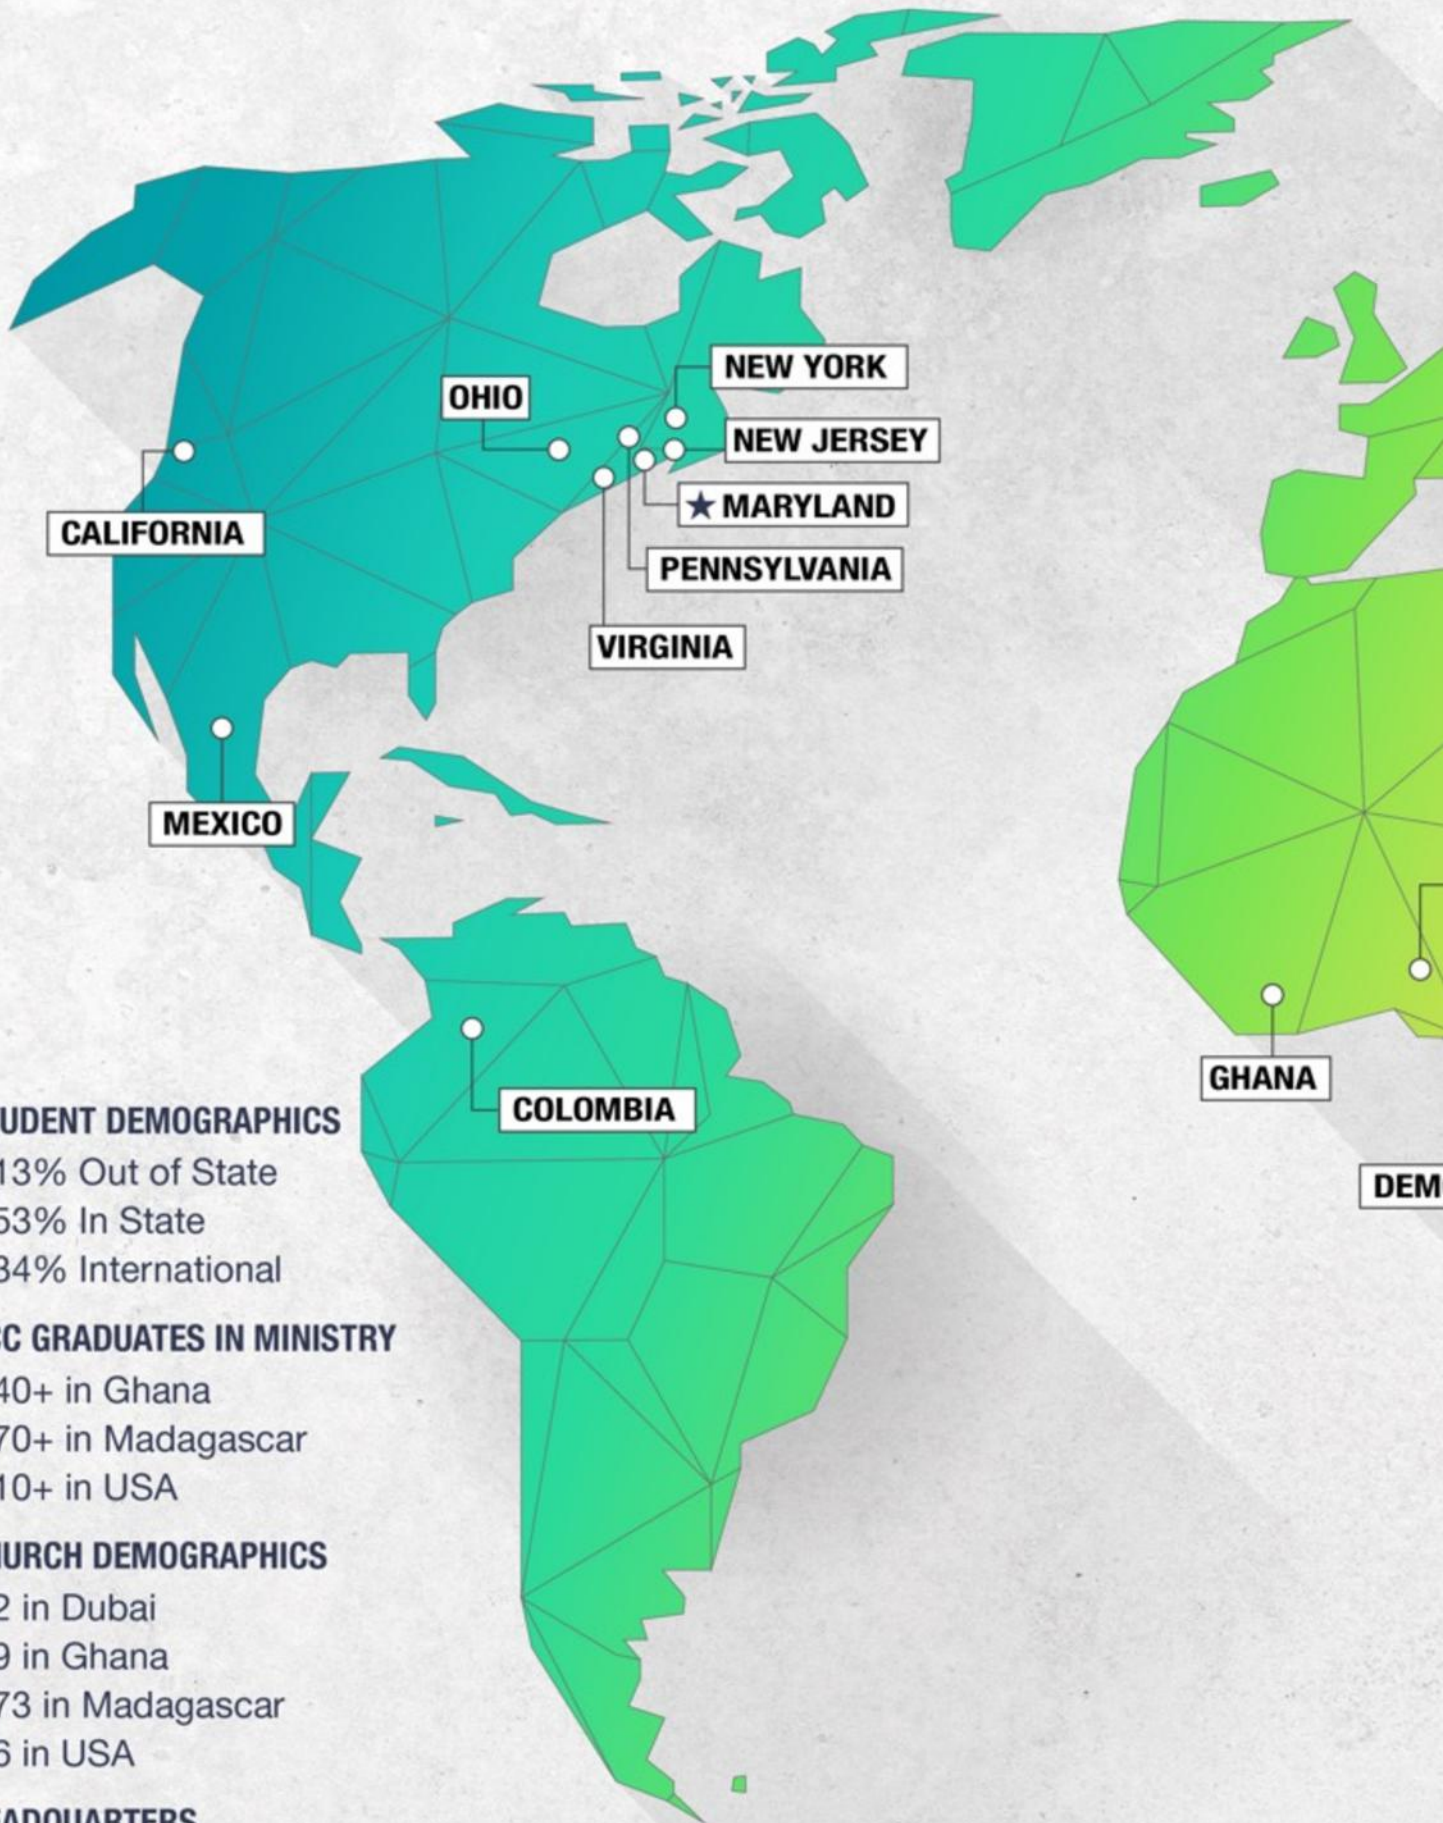 NEW YORK
OHIO
NEW JERSEY
★ MARYLAND
CALIFORNIA
PENNSYLVANIA
VIRGINIA
MEXICO
GHANA
COLOMBIA
UDENT DEMOGRAPHICS
13% Out of State
53% In State
34% International
DEM
C GRADUATES IN MINISTRY
40+ in Ghana
70+ in Madagascar
10+ in USA
HURCH DEMOGRAPHICS
2 in Dubai
9 in Ghana
73 in Madagascar
6 in USA
EADQUARTERS